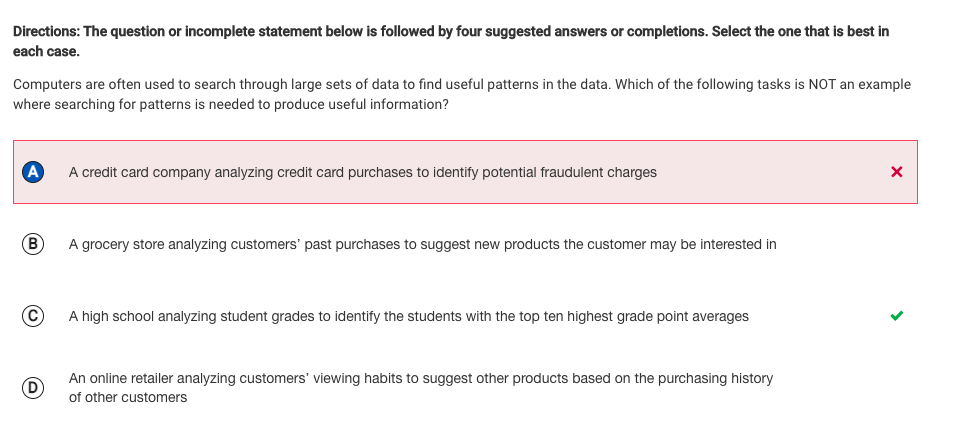 Directions: The question or incomplete statement below is followed by four suggested answers or completions. Select the one that is best in
each case.
Computers are often used to search through large sets of data to find useful patterns in the data. Which of the following tasks is NOT an example
where searching for patterns is needed to produce useful information?
A A credit card company analyzing credit card purchases to identify potential fraudulent charges
B A grocery store analyzing customers’ past purchases to suggest new products the customer may be interested in
C A high school analyzing student grades to identify the students with the top ten highest grade point averages
D An online retailer analyzing customers’ viewing habits to suggest other products based on the purchasing history
of other customers